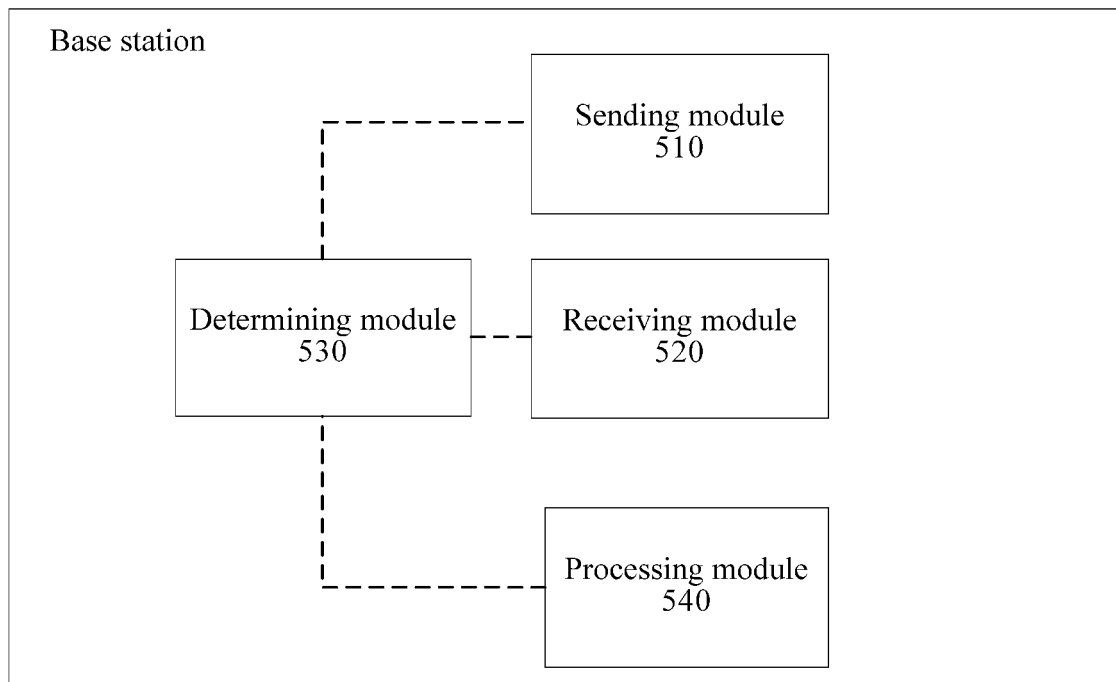 Base station
Sending module
510
Determining module
530
Receiving module
520
Processing module
540